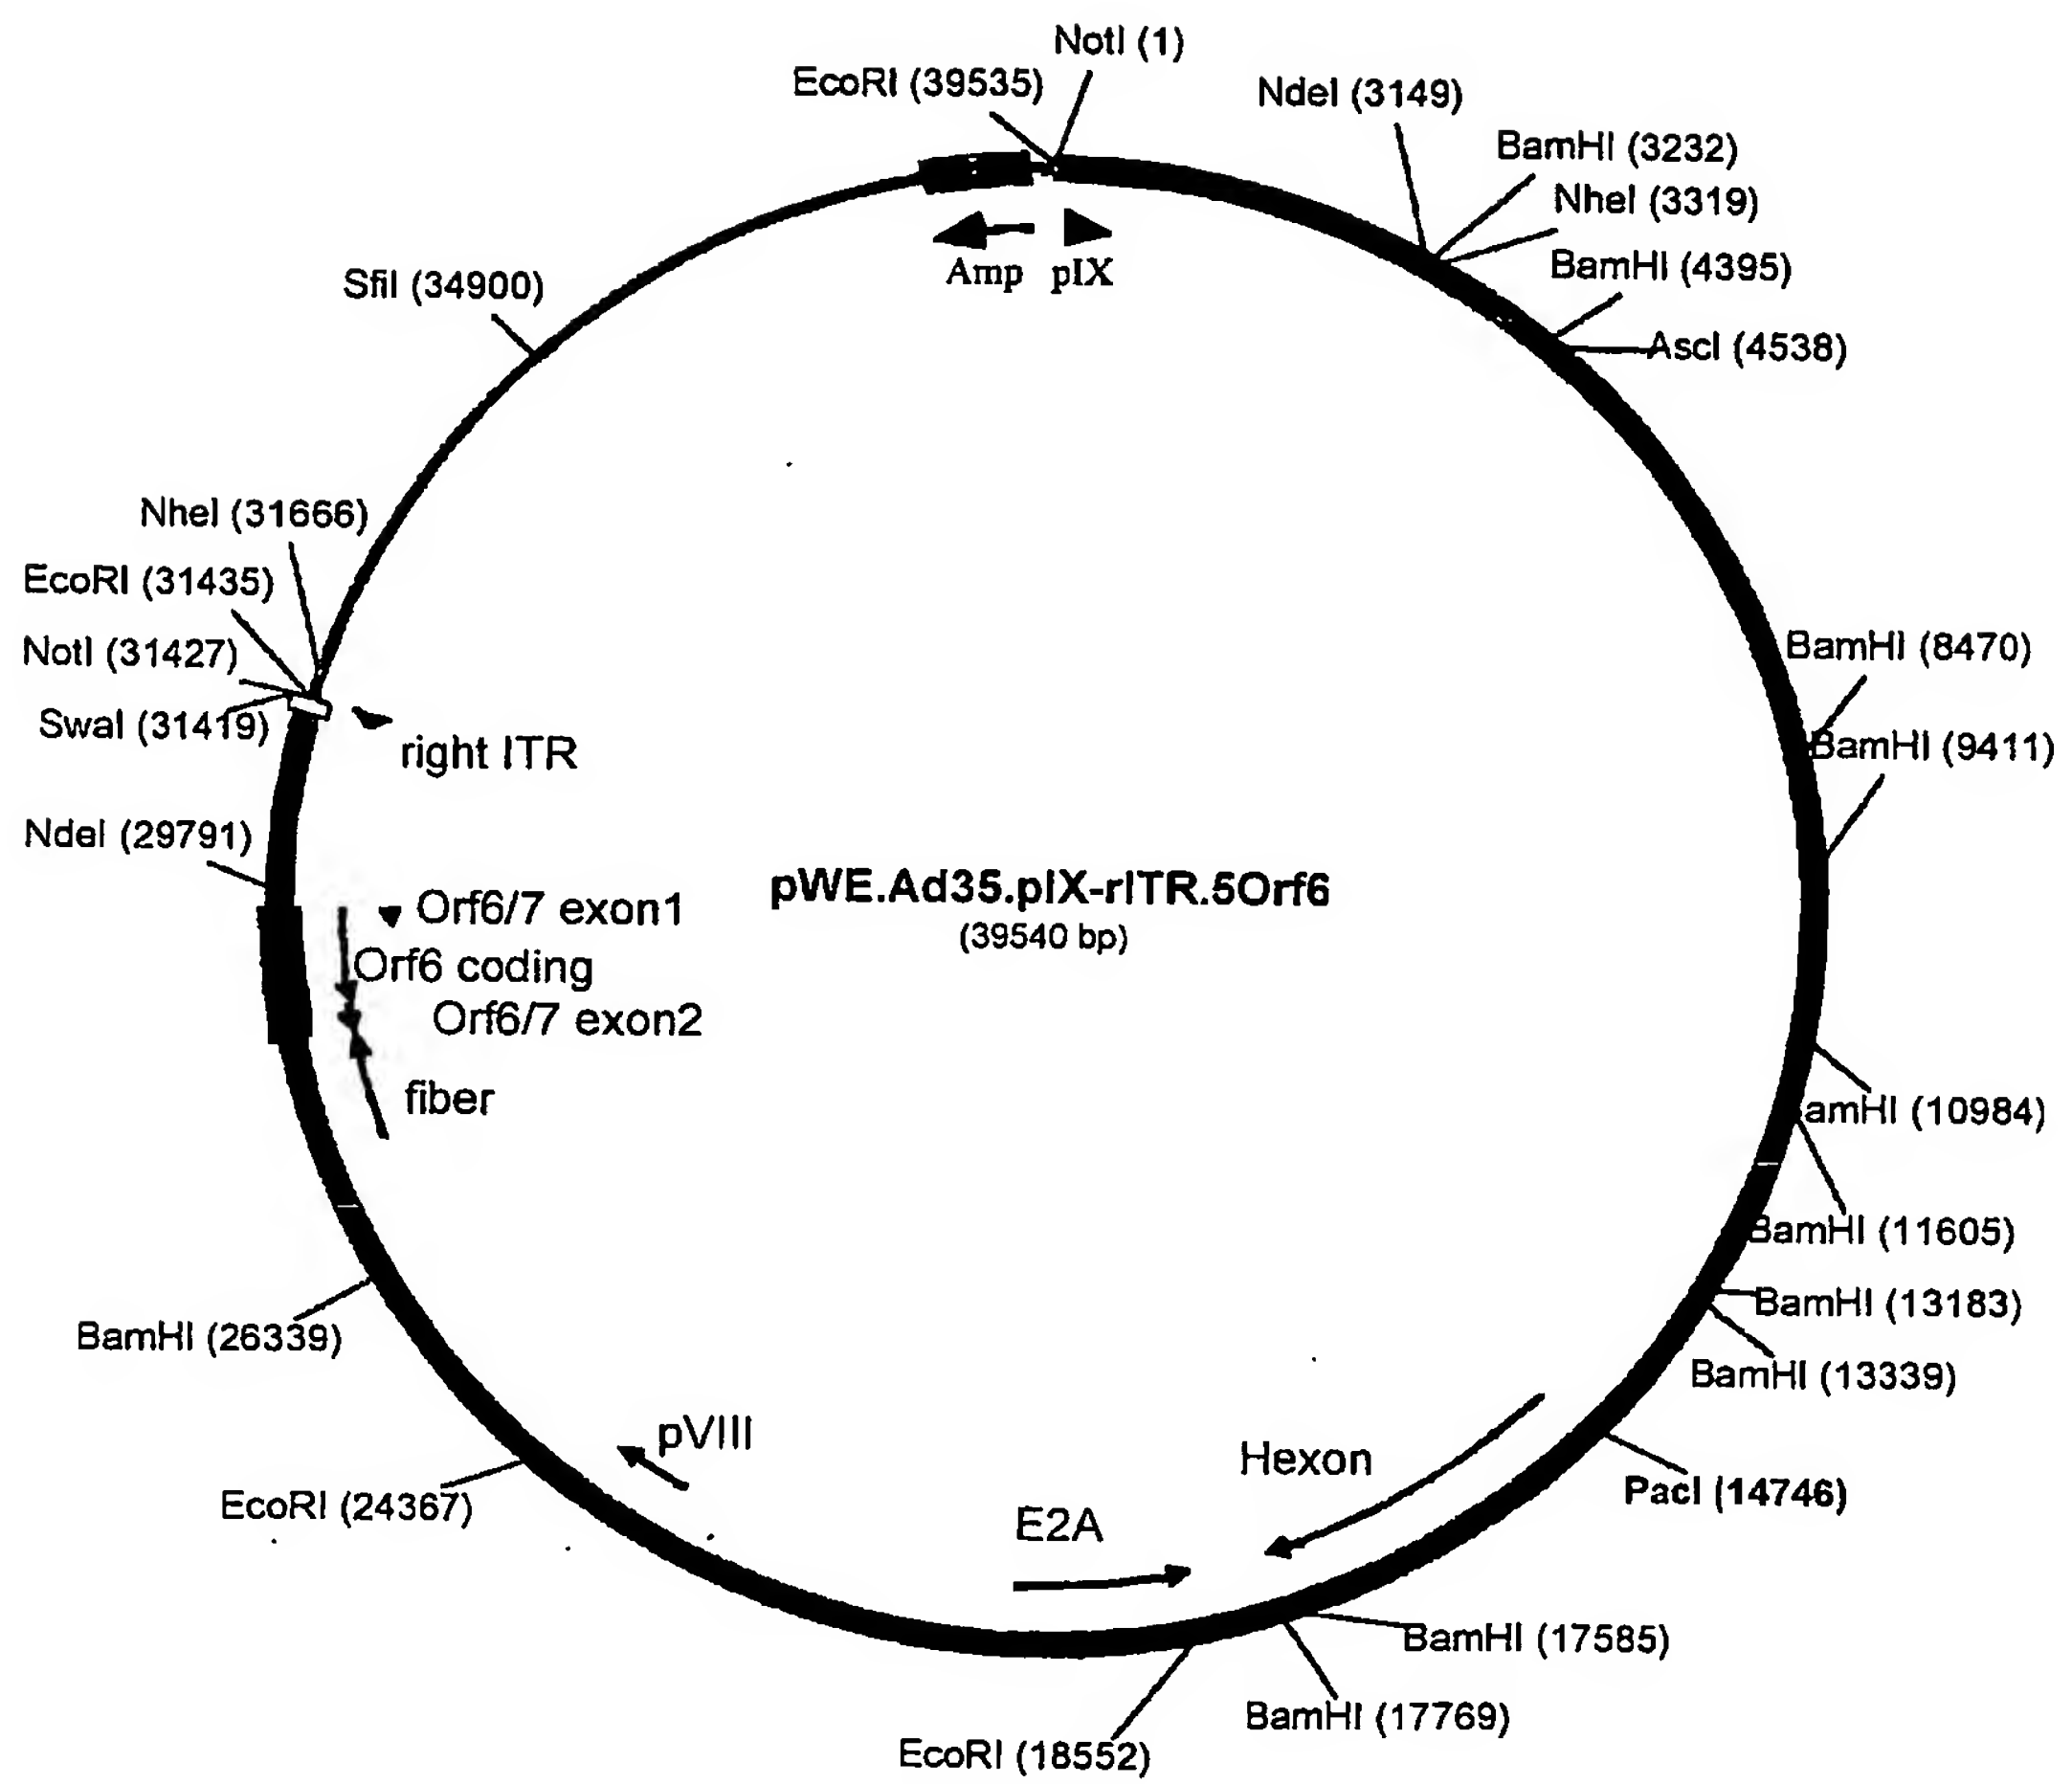 NotI (1)
EcoRI (39535)
NdeI (3149)
BamHI (3232)
NheI (3319)
BamHI (4395)
AscI (4538)
Amp pIX
SfiI (34900)
NheI (31666)
EcoRI (31435)
NotI (31427)
SwaI (31419)
right ITR
BamHI (8470)
BamHI (9411)
NdeI (29791)
Orf6/7 exon1
Orf6 coding
Orf6/7 exon2
fiber
pWE.Ad35.pIX-rITR.5Orf6
(39540 bp)
amHI (10984)
BamHI (11605)
BamHI (13183)
BamHI (13339)
BamHI (26339)
pVIII
Hexon
PacI (14746)
EcoRI (24367)
E2A
BamHI (17585)
BamHI (17769)
EcoRI (18552)